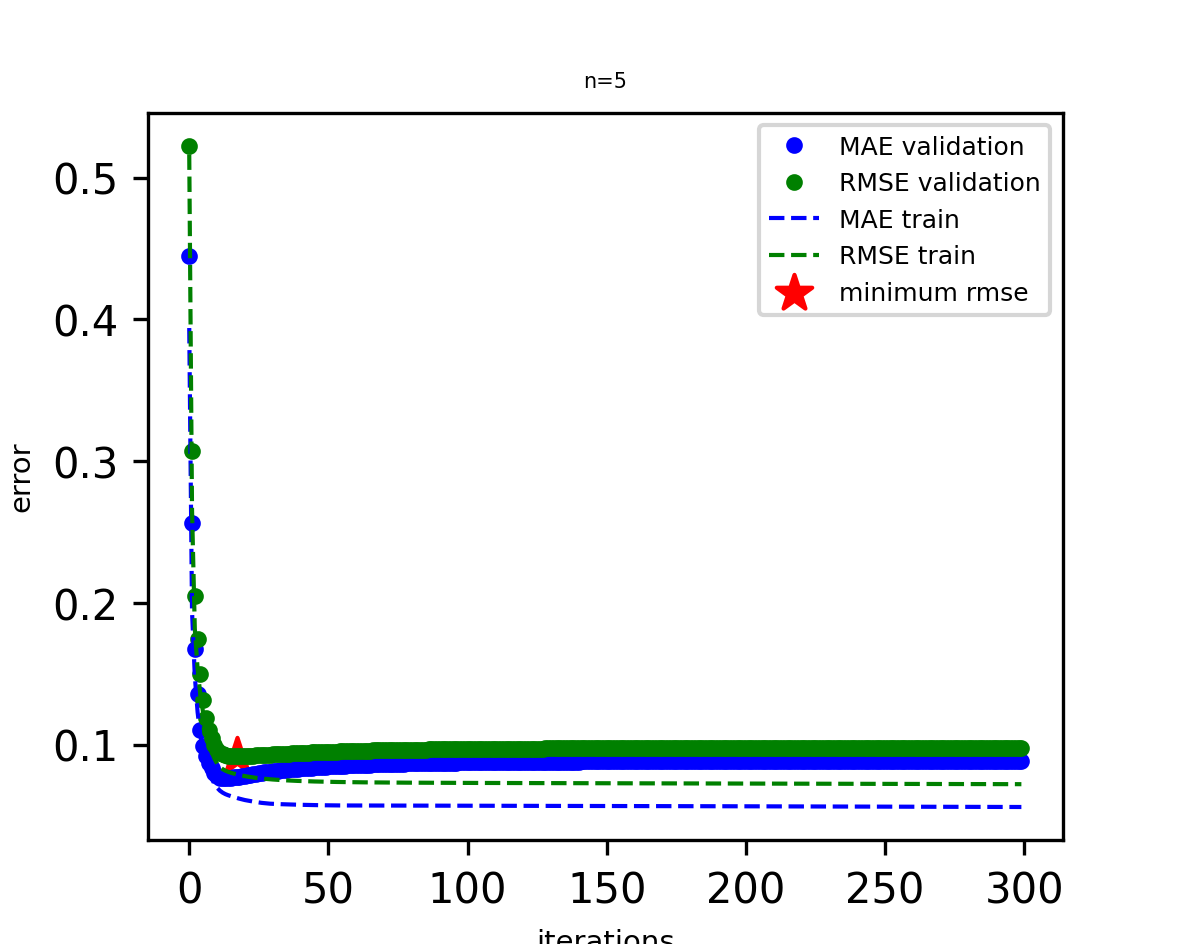 n=5
MAE validation
RMSE validation
MAE train
RMSE train
minimum rmse
error
0.5
0.4
0.3
0.2
0.1
0 50 100 150 200 250 300
iterations